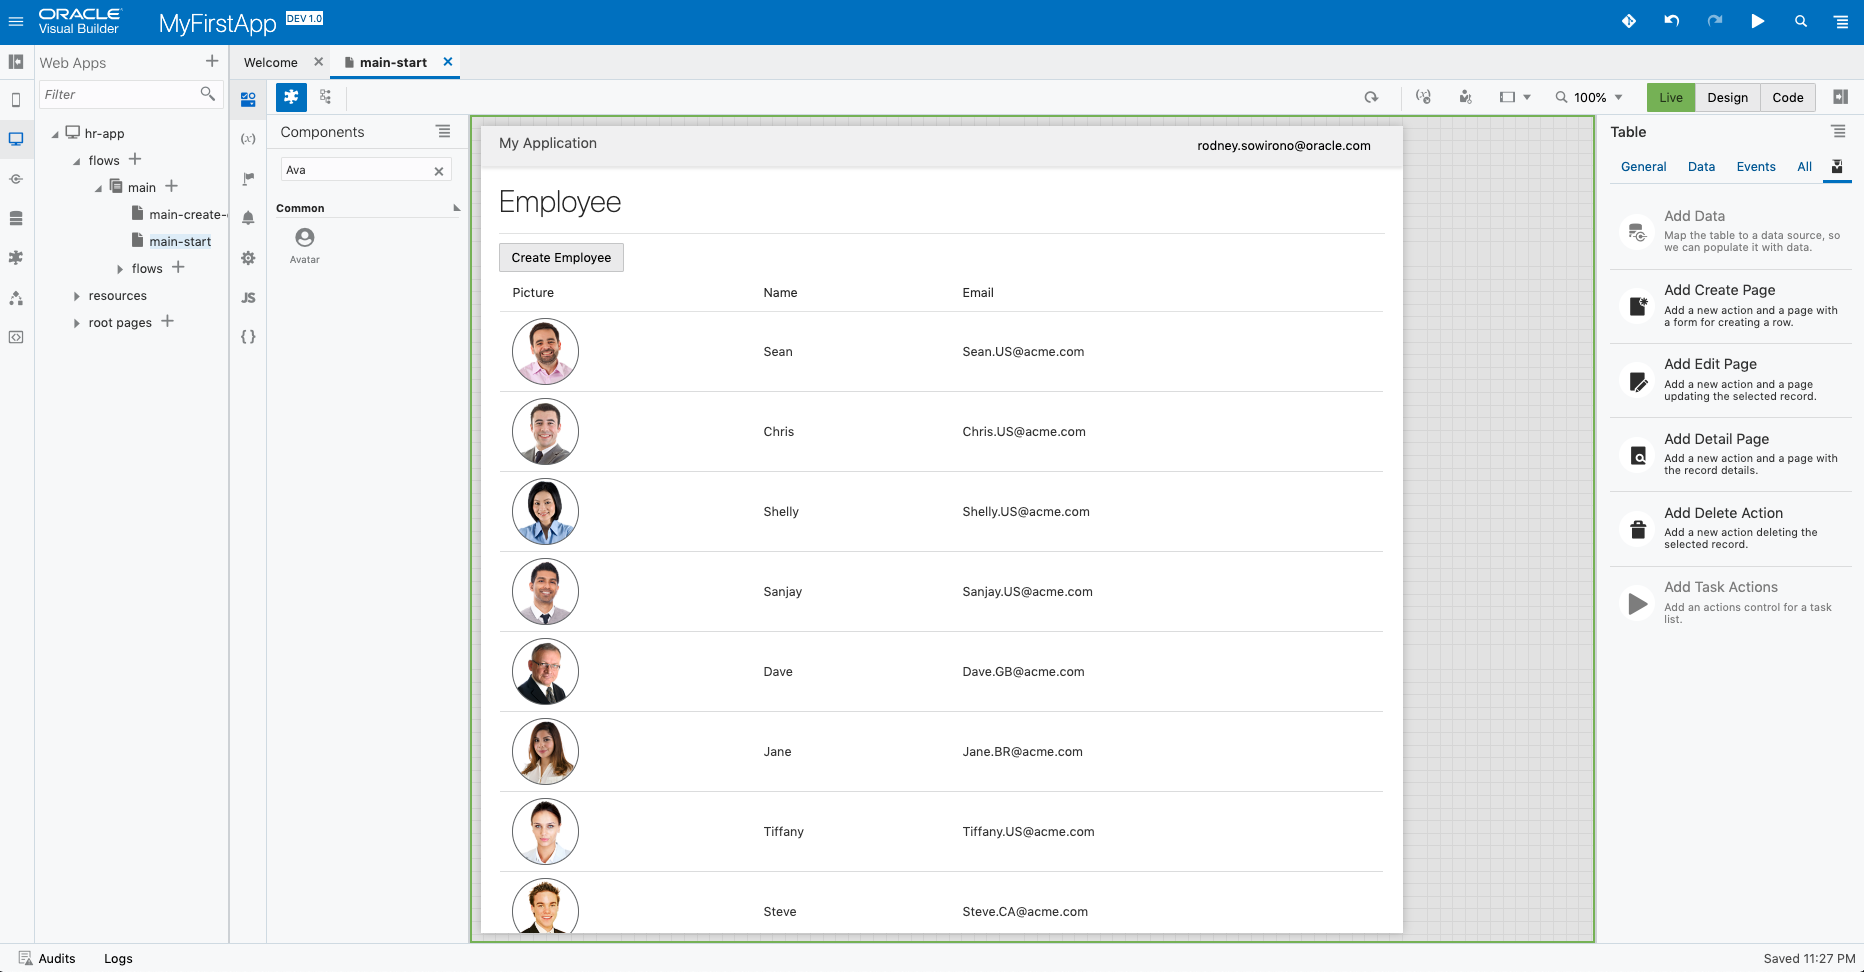 ORACLE
Visual Builder
MyFirstApp DEV 1.0
Web Apps
Filter
hr-app
flows
main
main-create-
main-start
flows
resources
root pages
Welcome
main-start
100%
Live
Design
Code
(x)
JS
{ }
Components
Ava
Common
Avatar
My Application
rodney.sowirono@oracle.com
Employee
Create Employee
Picture Name Email
Sean Sean.US@acme.com
Chris Chris.US@acme.com
Shelly Shelly.US@acme.com
Sanjay Sanjay.US@acme.com
Dave Dave.GB@acme.com
Jane Jane.BR@acme.com
Tiffany Tiffany.US@acme.com
Steve Steve.CA@acme.com
Table
General Data Events All
Add Data
Map the table to a data source, so
we can populate it with data.
Add Create Page
Add a new action and a page with
a form for creating a row.
Add Edit Page
Add a new action and a page
updating the selected record.
Add Detail Page
Add a new action and a page with
the record details.
Add Delete Action
Add a new action deleting the
selected record.
Add Task Actions
Add an actions control for a task
list.
Audits
Logs
Saved 11:27 PM